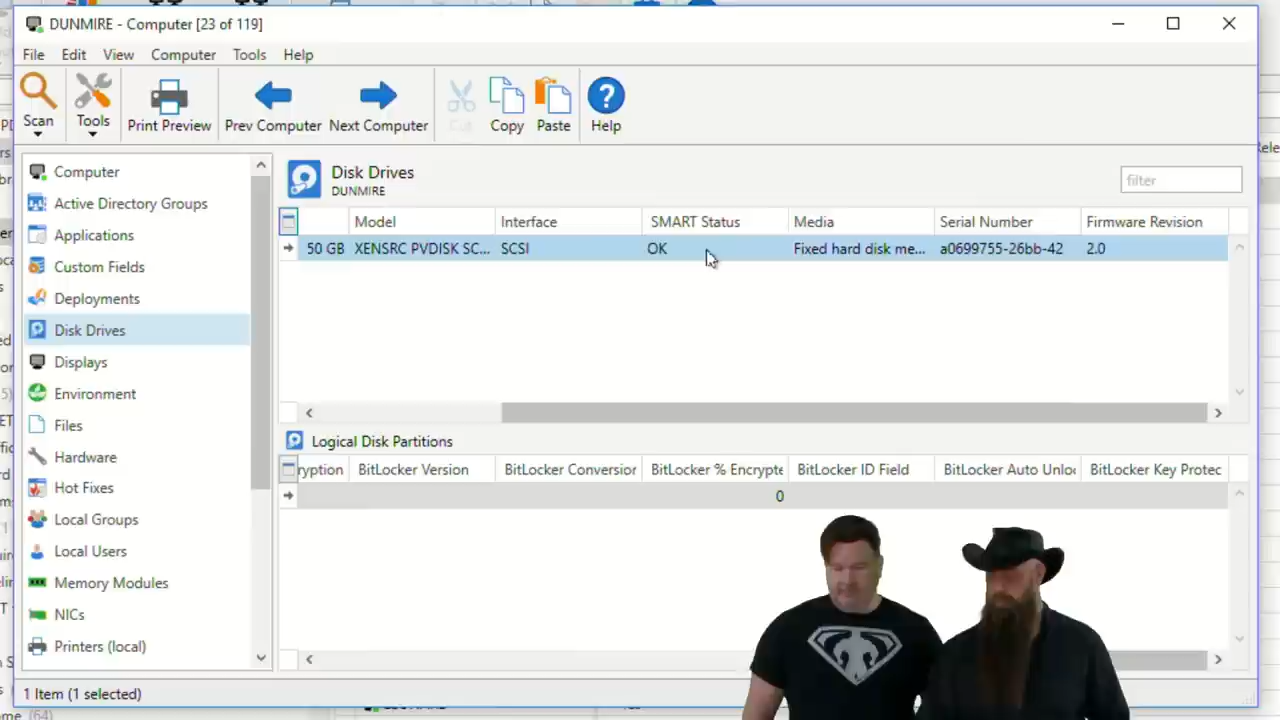 DUNMIRE - Computer [23 of 119]
File Edit View Computer Tools Help
Scan Tools Print Preview Prev Computer Next Computer Cut Copy Paste Help
Computer
Active Directory Groups
Applications
Custom Fields
Deployments
Disk Drives
Displays
Environment
Files
Hardware
Hot Fixes
Local Groups
Local Users
Memory Modules
NICs
Printers (local)
Disk Drives
DUNMIRE
filter
Model Interface SMART Status Media Serial Number Firmware Revision
50 GB XENSRC PVDISK SC... SCSI OK Fixed hard disk me... a0699755-26bb-42 2.0
Logical Disk Partitions
ryption BitLocker Version BitLocker Conversior BitLocker % Encrypte BitLocker ID Field BitLocker Auto Unloc BitLocker Key Protec
0
1 Item (1 selected)
(64)